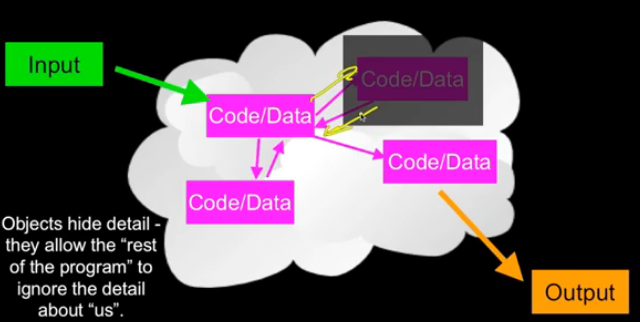 Input
Code/Data
Code/Data
Code/Data
Code/Data
Objects hide detail -
they allow the “rest
of the program” to
ignore the detail
about “us”.
Output